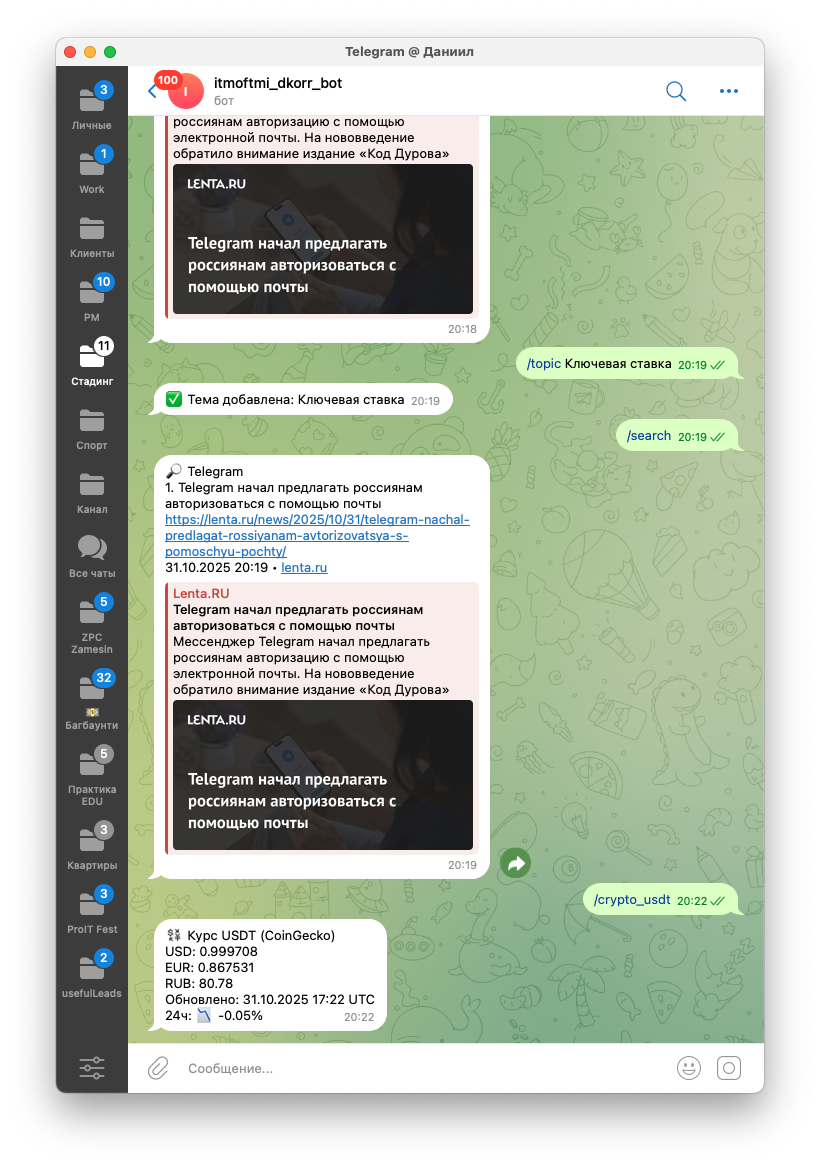 Telegram @ Даниил
3
Личные
1
Work
Клиенты
10
PM
11
Стадинг
Спорт
Канал
Все чаты
5
ZPC
Zamesin
32
Багбаунти
5
Практика
EDU
3
Квартиры
3
ProIT Fest
2
usefulLeads
100
I
itmoftmi_dkorr_bot
бот
россиянам авторизацию с помощью
электронной почты. На нововведение
обратило внимание издание «Код Дурова»
LENTA.RU
Telegram начал предлагать
россиянам авторизоваться с
помощью почты
20:18
/topic Ключевая ставка 20:19
✅ Тема добавлена: Ключевая ставка 20:19
/search 20:19
🔎 Telegram
1. Telegram начал предлагать россиянам
авторизоваться с помощью почты
https://lenta.ru/news/2025/10/31/telegram-nachal-
predlagat-rossiyanam-avtorizovatsya-s-
pomoschyu-pochty/
31.10.2025 20:19 • lenta.ru
Lenta.RU
Telegram начал предлагать россиянам
авторизоваться с помощью почты
Мессенджер Telegram начал предлагать
россиянам авторизацию с помощью
электронной почты. На нововведение
обратило внимание издание «Код Дурова»
LENTA.RU
Telegram начал предлагать
россиянам авторизоваться с
помощью почты
20:19
/crypto_usdt 20:22
💱 Курс USDT (CoinGecko)
USD: 0.999708
EUR: 0.867531
RUB: 80.78
Обновлено: 31.10.2025 17:22 UTC
24ч: 📉 -0.05% 20:22
Сообщение...